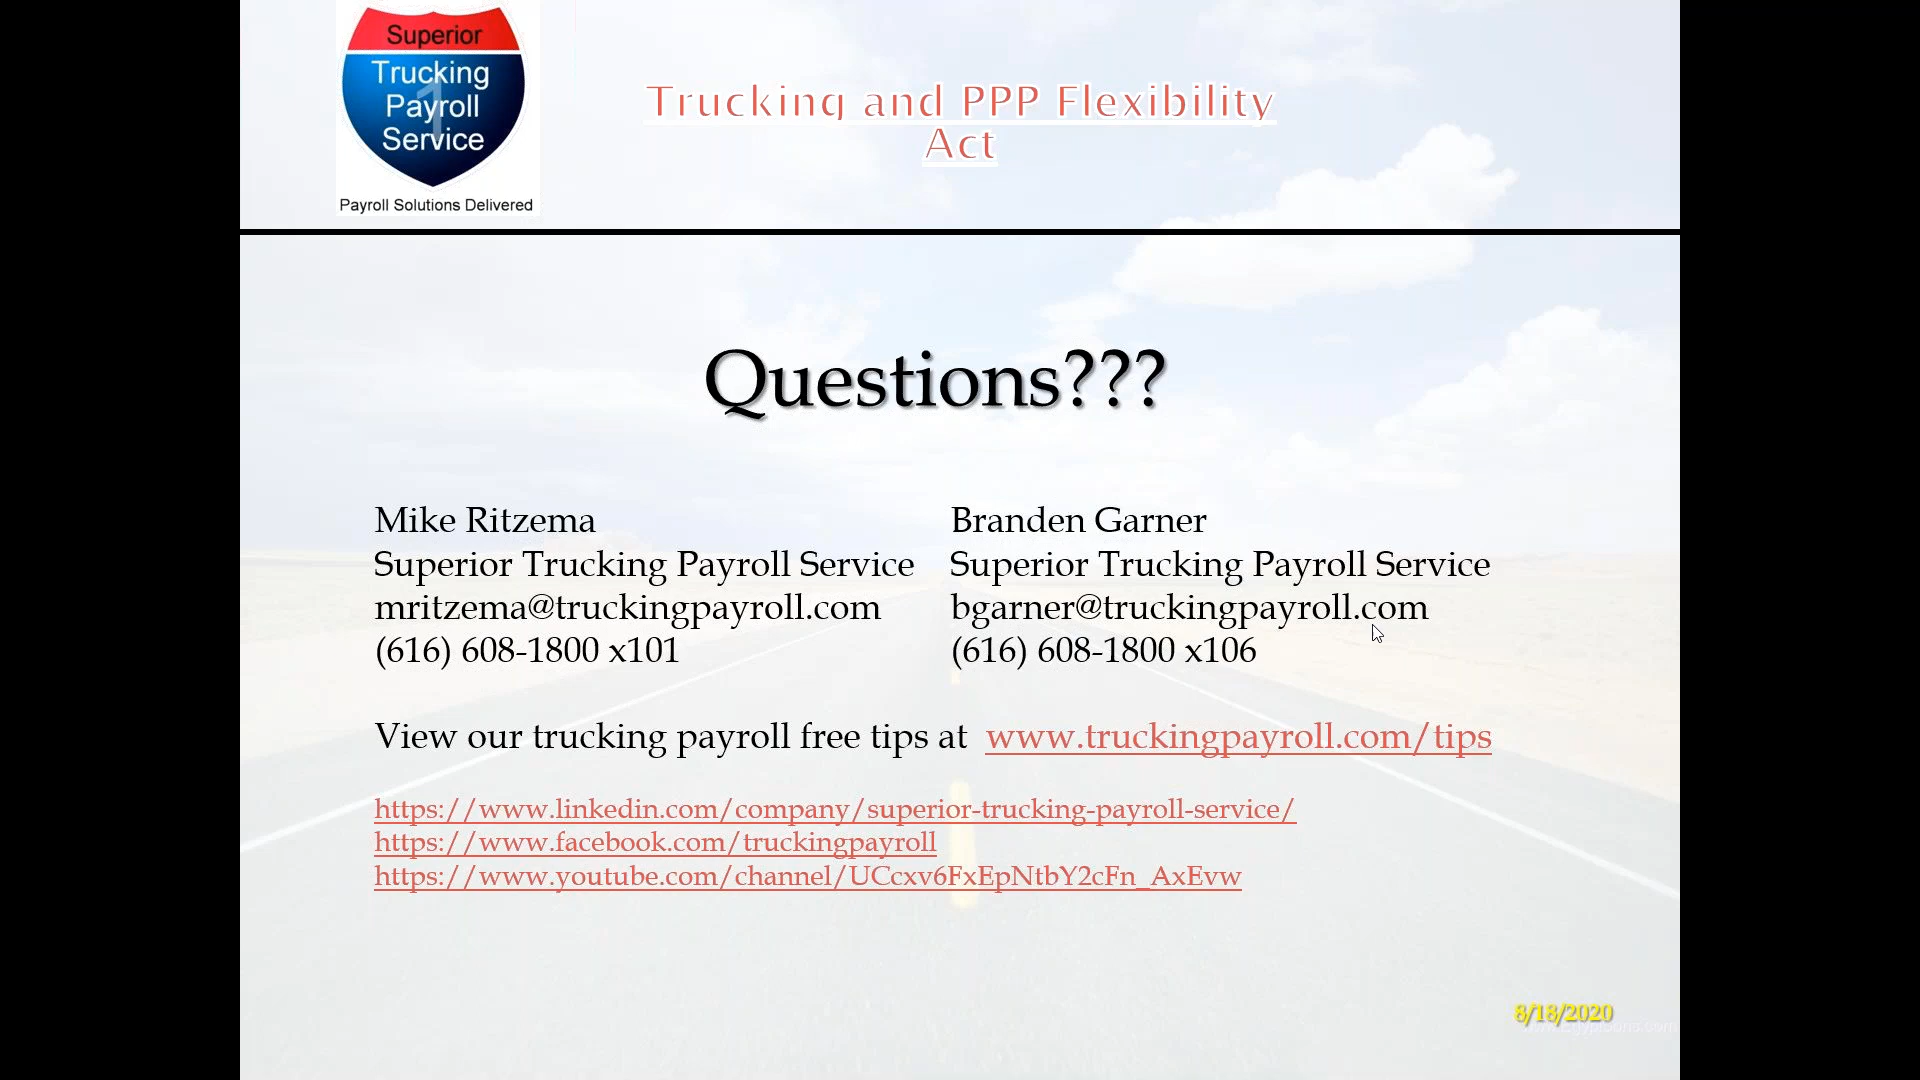 Superior
Trucking
Payroll
Service
1
Payroll Solutions Delivered
Trucking and PPP Flexibility
Act
Questions???
Mike Ritzema
Superior Trucking Payroll Service
mritzema@truckingpayroll.com
(616) 608-1800 x101
Branden Garner
Superior Trucking Payroll Service
bgarner@truckingpayroll.com
(616) 608-1800 x106
View our trucking payroll free tips at www.truckingpayroll.com/tips
https://www.linkedin.com/company/superior-trucking-payroll-service/
https://www.facebook.com/truckingpayroll
https://www.youtube.com/channel/UCcxv6FxEpNtbY2cFn_AxEvw
8/18/2020